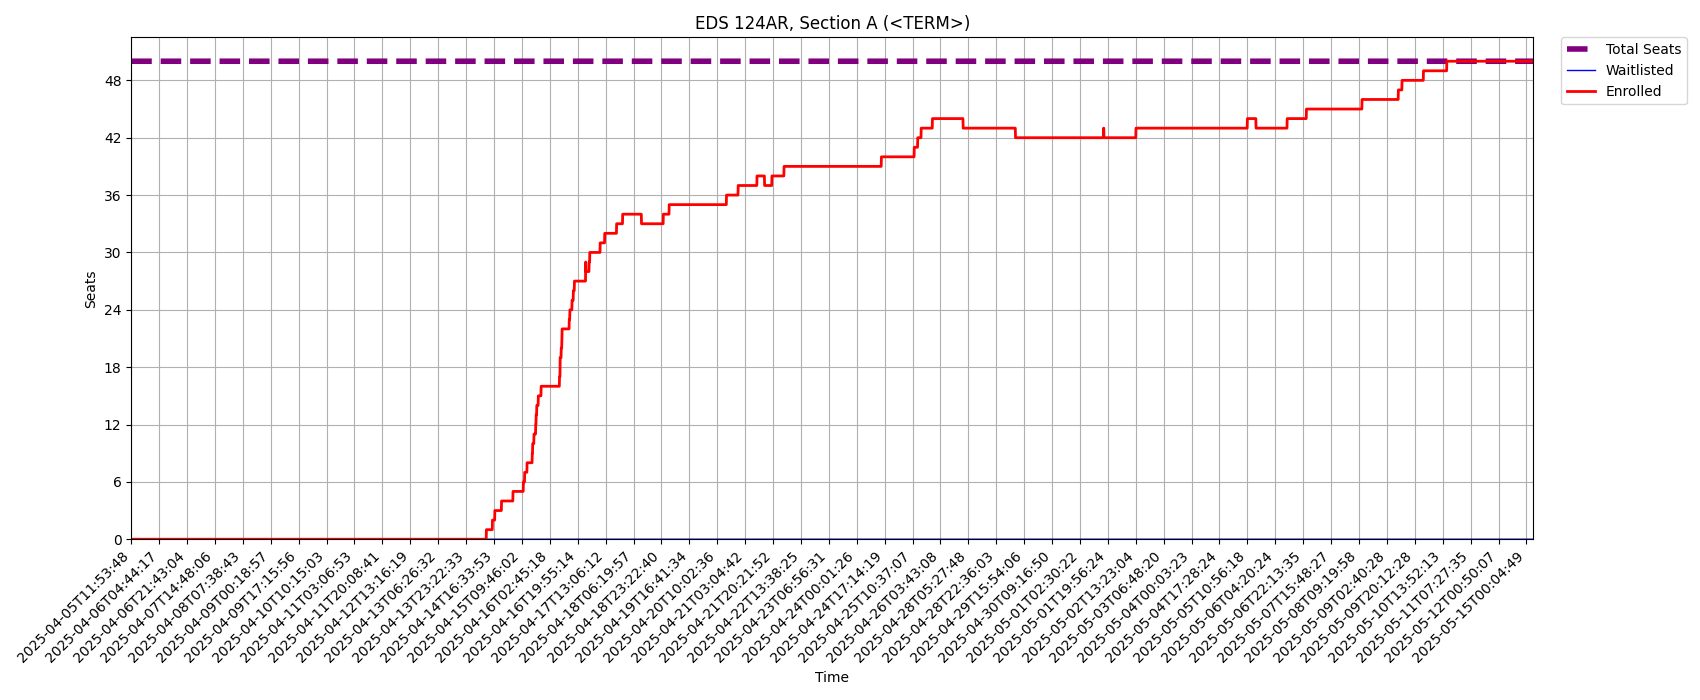 EDS 124AR, Section A (<TERM>)
Total Seats
Waitlisted
Enrolled
48
42
36
30
24
18
12
6
0
Seats
2025-04-05T11:53:48
2025-04-06T04:44:17
2025-04-06T21:43:04
2025-04-07T14:48:06
2025-04-08T07:38:43
2025-04-09T00:18:57
2025-04-09T17:15:56
2025-04-10T10:15:03
2025-04-11T03:06:53
2025-04-11T20:08:41
2025-04-12T13:16:19
2025-04-13T06:26:32
2025-04-13T23:22:33
2025-04-14T16:33:53
2025-04-15T09:46:02
2025-04-16T02:45:18
2025-04-16T19:55:14
2025-04-17T13:06:12
2025-04-18T06:19:57
2025-04-18T23:22:40
2025-04-19T16:41:34
2025-04-20T10:02:36
2025-04-21T03:04:42
2025-04-21T20:21:52
2025-04-22T13:38:25
2025-04-23T06:56:31
2025-04-24T00:01:26
2025-04-24T17:14:19
2025-04-25T10:37:07
2025-04-26T03:43:08
2025-04-28T05:27:48
2025-04-28T22:36:03
2025-04-29T15:54:06
2025-04-30T09:16:50
2025-05-01T02:30:22
2025-05-01T19:56:24
2025-05-02T13:23:04
2025-05-03T06:48:20
2025-05-04T00:03:23
2025-05-04T17:28:24
2025-05-05T10:56:18
2025-05-06T04:20:24
2025-05-06T22:13:35
2025-05-07T15:48:27
2025-05-08T09:19:58
2025-05-09T02:40:28
2025-05-09T20:12:28
2025-05-10T13:52:13
2025-05-11T07:27:35
2025-05-12T00:50:07
2025-05-15T00:04:49
Time